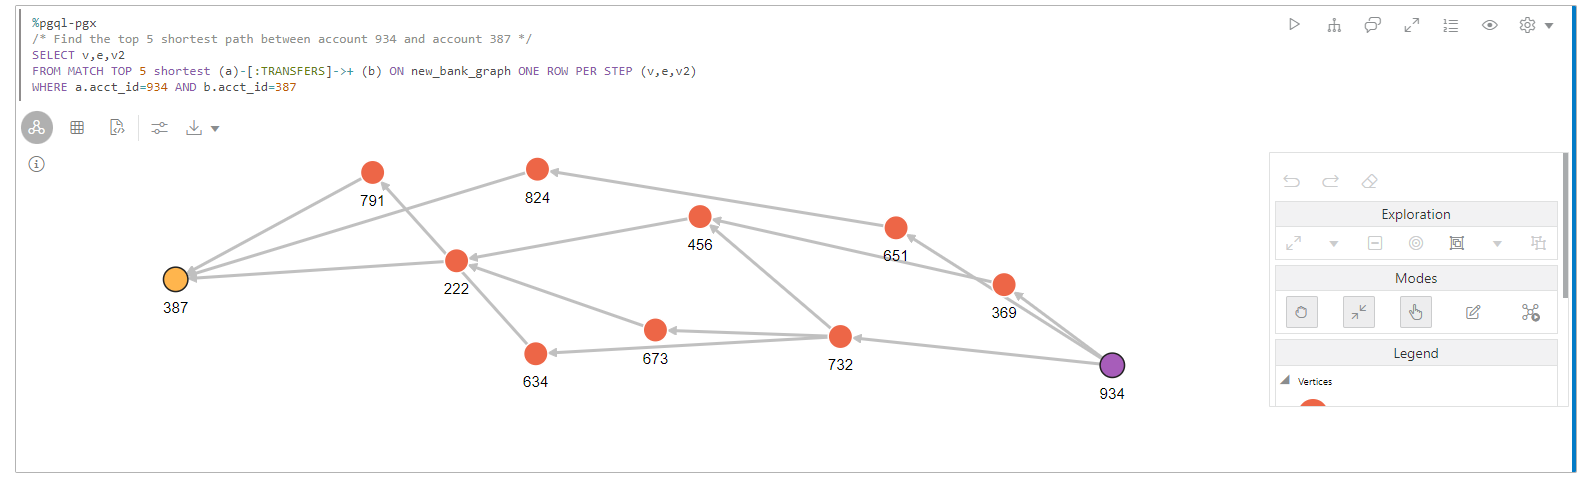 %pgql-pgx
/* Find the top 5 shortest path between account 934 and account 387 */
SELECT v,e,v2
FROM MATCH TOP 5 shortest (a)-[:TRANSFERS]->+ (b) ON new_bank_graph ONE ROW PER STEP (v,e,v2)
WHERE a.acct_id=934 AND b.acct_id=387
791
824
456
651
222
369
387
673
732
634
934
Exploration
Modes
Legend
Vertices